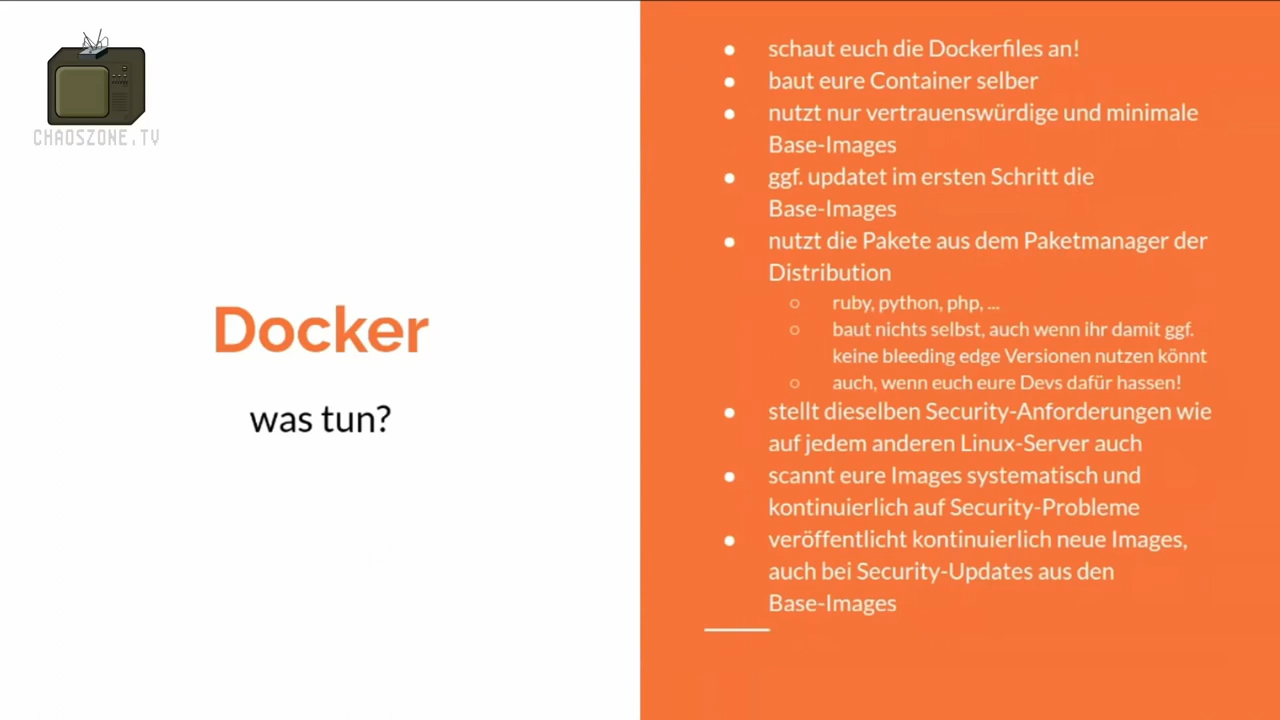 CHAOSZONE.TV
Docker
was tun?
● schaut euch die Dockerfiles an!
● baut eure Container selber
● nutzt nur vertrauenswürdige und minimale
Base-Images
● ggf. updatet im ersten Schritt die
Base-Images
● nutzt die Pakete aus dem Paketmanager der
Distribution
○ ruby, python, php, ...
○ baut nichts selbst, auch wenn ihr damit ggf.
keine bleeding edge Versionen nutzen könnt
○ auch, wenn euch eure Devs dafür hassen!
● stellt dieselben Security-Anforderungen wie
auf jedem anderen Linux-Server auch
● scannt eure Images systematisch und
kontinuierlich auf Security-Probleme
● veröffentlicht kontinuierlich neue Images,
auch bei Security-Updates aus den
Base-Images